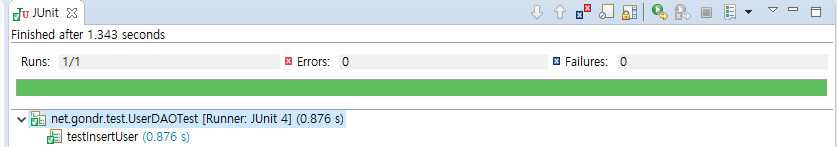 JUnit
Finished after 1.343 seconds
Runs: 1/1 Errors: 0 Failures: 0
net.gondr.test.UserDAOTest [Runner: JUnit 4] (0.876 s)
testInsertUser (0.876 s)